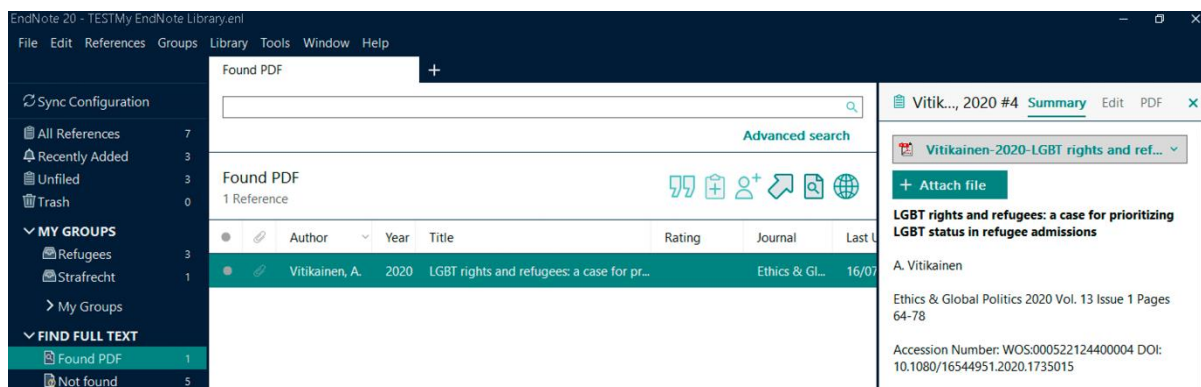 EndNote 20 - TESTMy EndNote Library.enl
File Edit References Groups Library Tools Window Help
Found PDF +
Sync Configuration
All References 7
Recently Added 3
Unfiled 3
Trash 0
MY GROUPS
Refugees 3
Strafrecht 1
My Groups
FIND FULL TEXT
Found PDF 1
Not found 5
Advanced search
Found PDF
1 Reference
Author Year Title Rating Journal Last U
Vitikainen, A. 2020 LGBT rights and refugees: a case for pr... Ethics & Gl... 16/07
Vitik..., 2020 #4 Summary Edit PDF
Vitikainen-2020-LGBT rights and ref...
+ Attach file
LGBT rights and refugees: a case for prioritizing
LGBT status in refugee admissions
A. Vitikainen
Ethics & Global Politics 2020 Vol. 13 Issue 1 Pages
64-78
Accession Number: WOS:000522124400004 DOI:
10.1080/16544951.2020.1735015